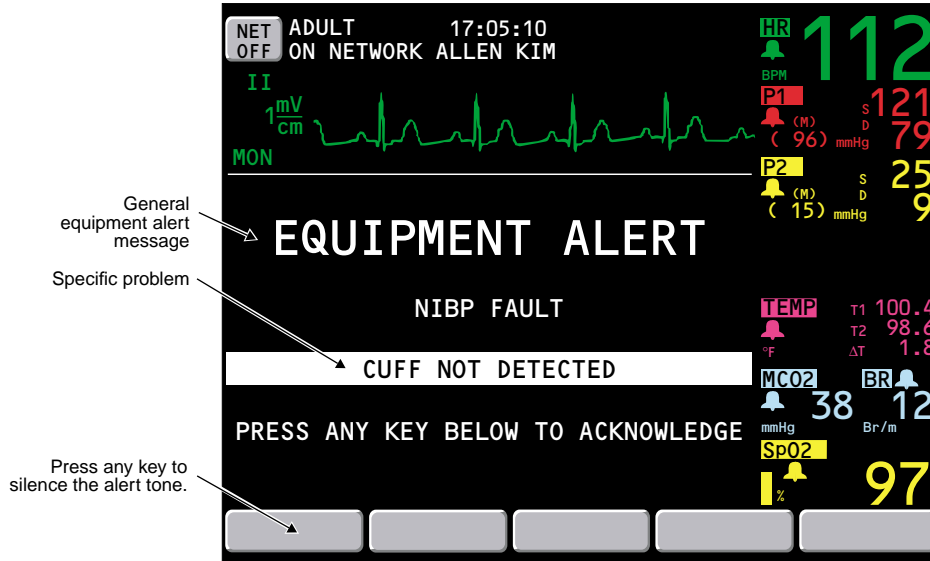 NET OFF
ADULT 17:05:10
ON NETWORK ALLEN KIM
II
1 mV
cm
MON
HR
112
BPM
P1
S 121
(M) D 79
( 96) mmHg
P2
S 25
(M) D 9
( 15) mmHg
General
equipment alert
message
EQUIPMENT ALERT
Specific problem
NIBP FAULT
CUFF NOT DETECTED
PRESS ANY KEY BELOW TO ACKNOWLEDGE
TEMP T1 100.4
T2 98.6
°F ΔT 1.8
MCO2 BR
38 12
mmHg Br/m
SpO2
% 97
Press any key to
silence the alert tone.